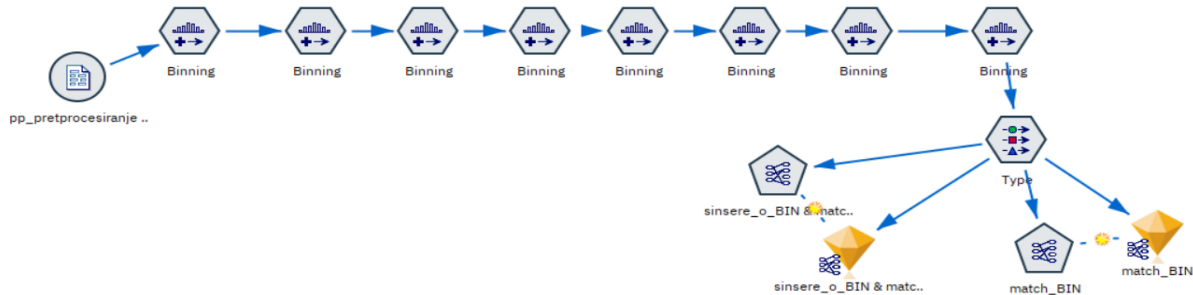 Binning
Binning
Binning
Binning
Binning
Binning
Binning
Binning
pp_pretprocesiranje ..
Type
sinsere_o_BIN & matc..
sinsere_o_BIN & matc..
match_BIN
match_BIN